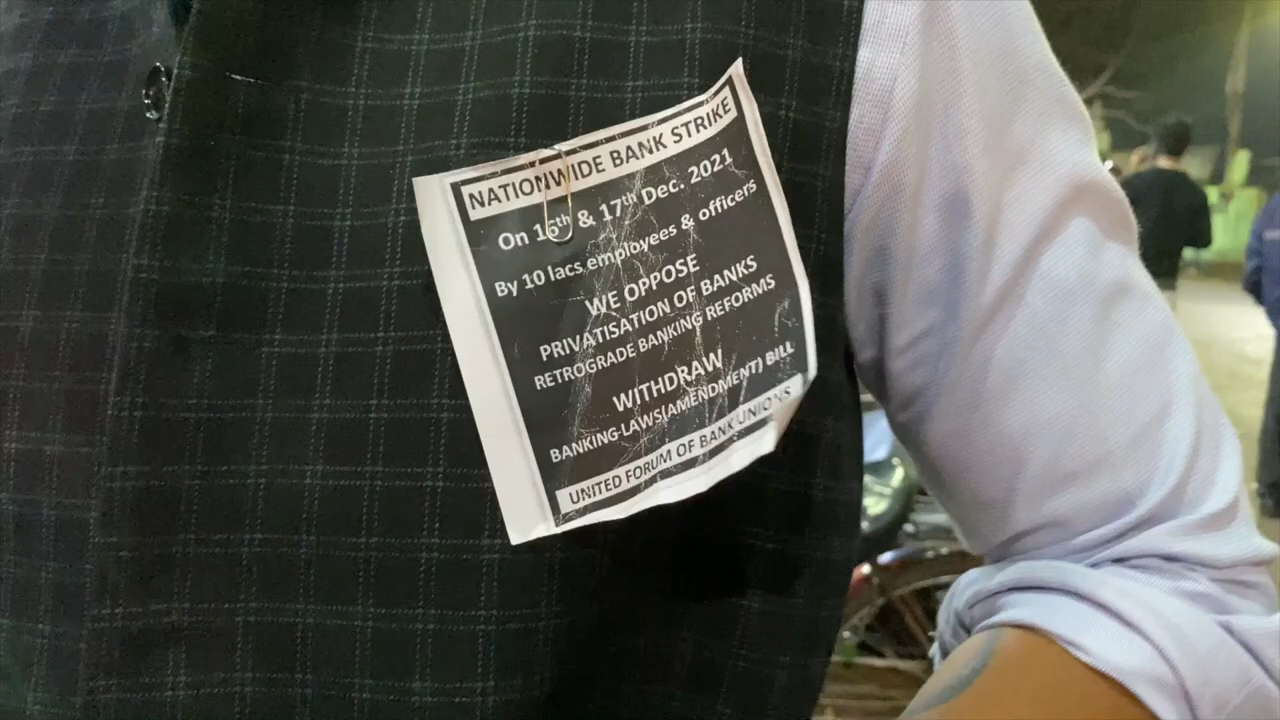 NATIONWIDE BANK STRIKE
On 16th & 17th Dec. 2021
By 10 lacs employees & officers
WE OPPOSE
PRIVATISATION OF BANKS
RETROGRADE BANKING REFORMS
WITHDRAW
BANKING LAWS(AMENDMENT) BILL
UNITED FORUM OF BANK UNIONS